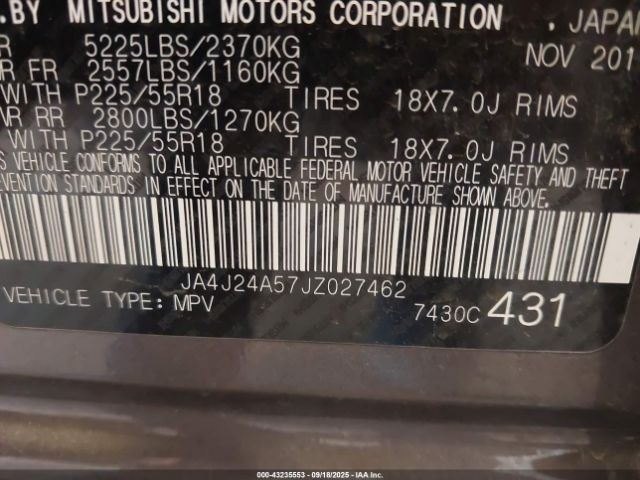 .BY MITSUBISHI MOTORS CORPORATION , JAPAN
R 5225LBS/2370KG NOV 201
R FR 2557LBS/1160KG
WITH P225/55R18 TIRES 18X7.0J RIMS
WR RR 2800LBS/1270KG
WITH P225/55R18 TIRES 18X7.0J RIMS
S VEHICLE CONFORMS TO ALL APPLICABLE FEDERAL MOTOR VEHICLE SAFETY AND THEFT
EVENTION STANDARDS IN EFFECT ON THE DATE OF MANUFACTURE SHOWN ABOVE.
JA4J24A57JZ027462
VEHICLE TYPE: MPV 7430C 431
000-43235553 09/18/2025 ©IAA, Inc.